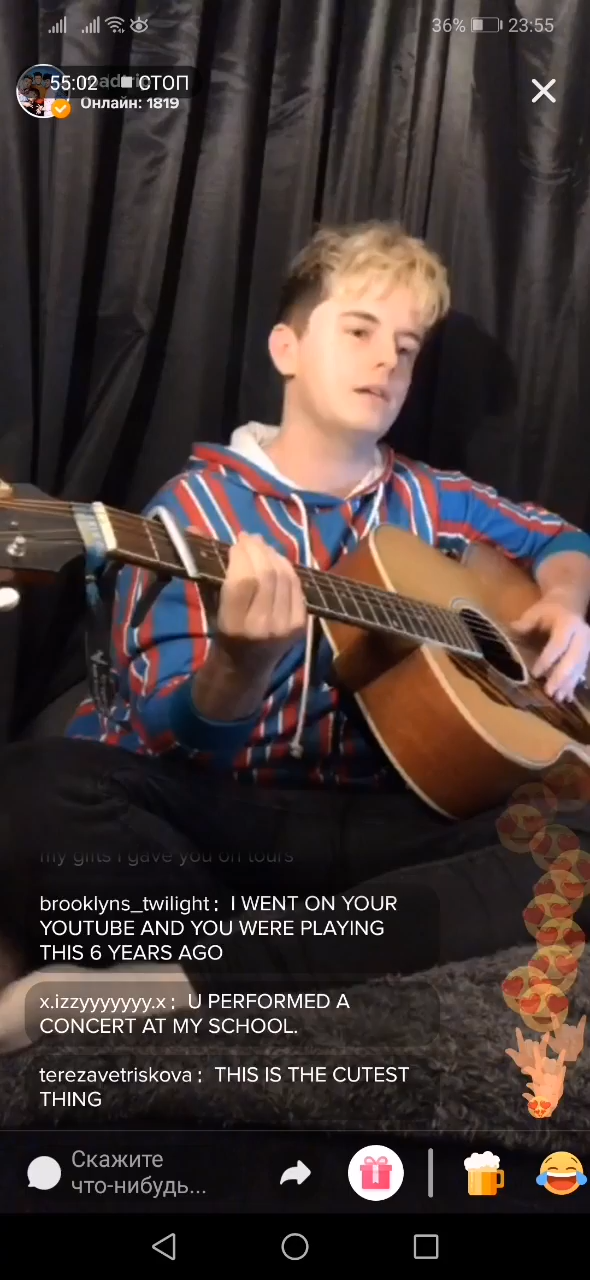 36% 23:55
55:02 СТОП
Онлайн: 1819
my gifts I gave you on tours
brooklyns_twilight : I WENT ON YOUR
YOUTUBE AND YOU WERE PLAYING
THIS 6 YEARS AGO
x.izzyyyyyyy.x : U PERFORMED A
CONCERT AT MY SCHOOL.
terezavetriskova : THIS IS THE CUTEST
THING
Скажите
что-нибудь...